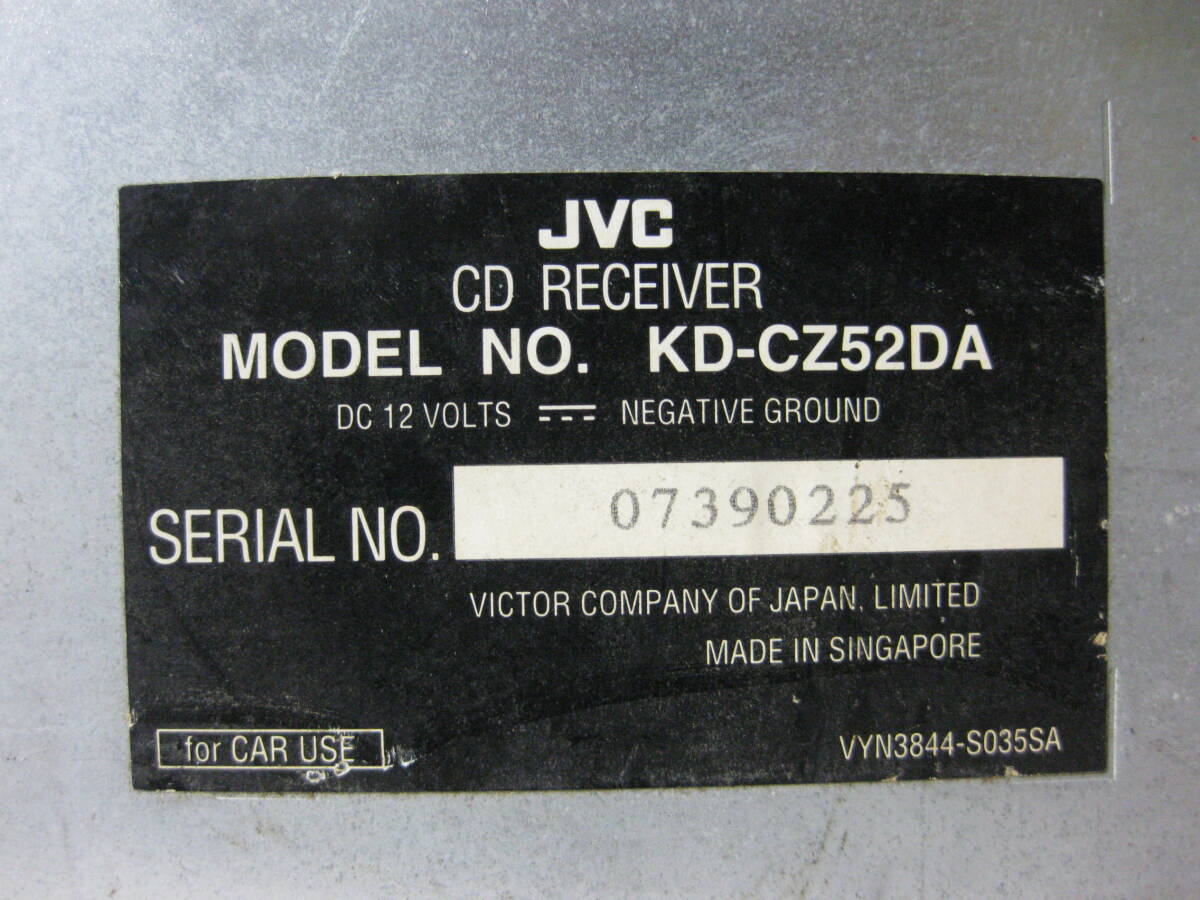 JVC
CD RECEIVER
MODEL NO. KD-CZ52DA
DC 12 VOLTS ⎓ NEGATIVE GROUND
SERIAL NO. 07390225
VICTOR COMPANY OF JAPAN, LIMITED
MADE IN SINGAPORE
for CAR USE VYN3844-S035SA